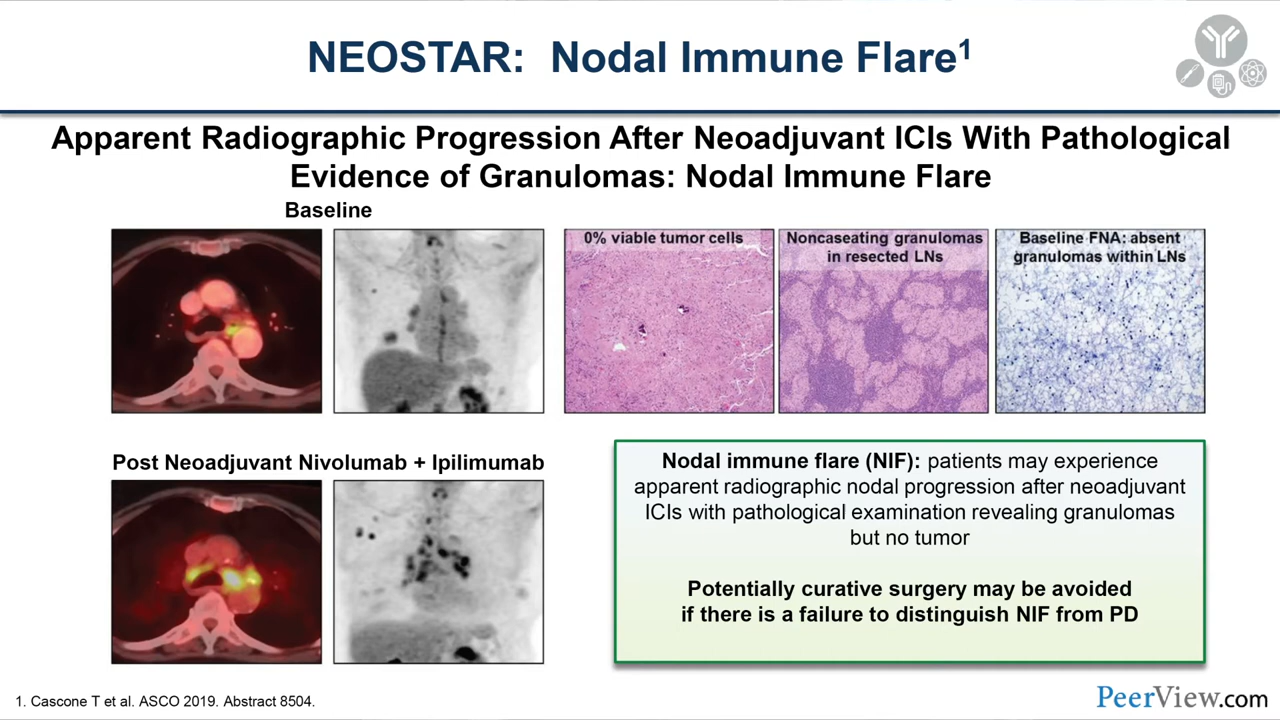 NEOSTAR: Nodal Immune Flare1
Apparent Radiographic Progression After Neoadjuvant ICIs With Pathological
Evidence of Granulomas: Nodal Immune Flare
Baseline
0% viable tumor cells
Noncaseating granulomas
in resected LNs
Baseline FNA: absent
granulomas within LNs
Post Neoadjuvant Nivolumab + Ipilimumab
Nodal immune flare (NIF): patients may experience
apparent radiographic nodal progression after neoadjuvant
ICIs with pathological examination revealing granulomas
but no tumor
Potentially curative surgery may be avoided
if there is a failure to distinguish NIF from PD
1. Cascone T et al. ASCO 2019. Abstract 8504.
PeerView.com